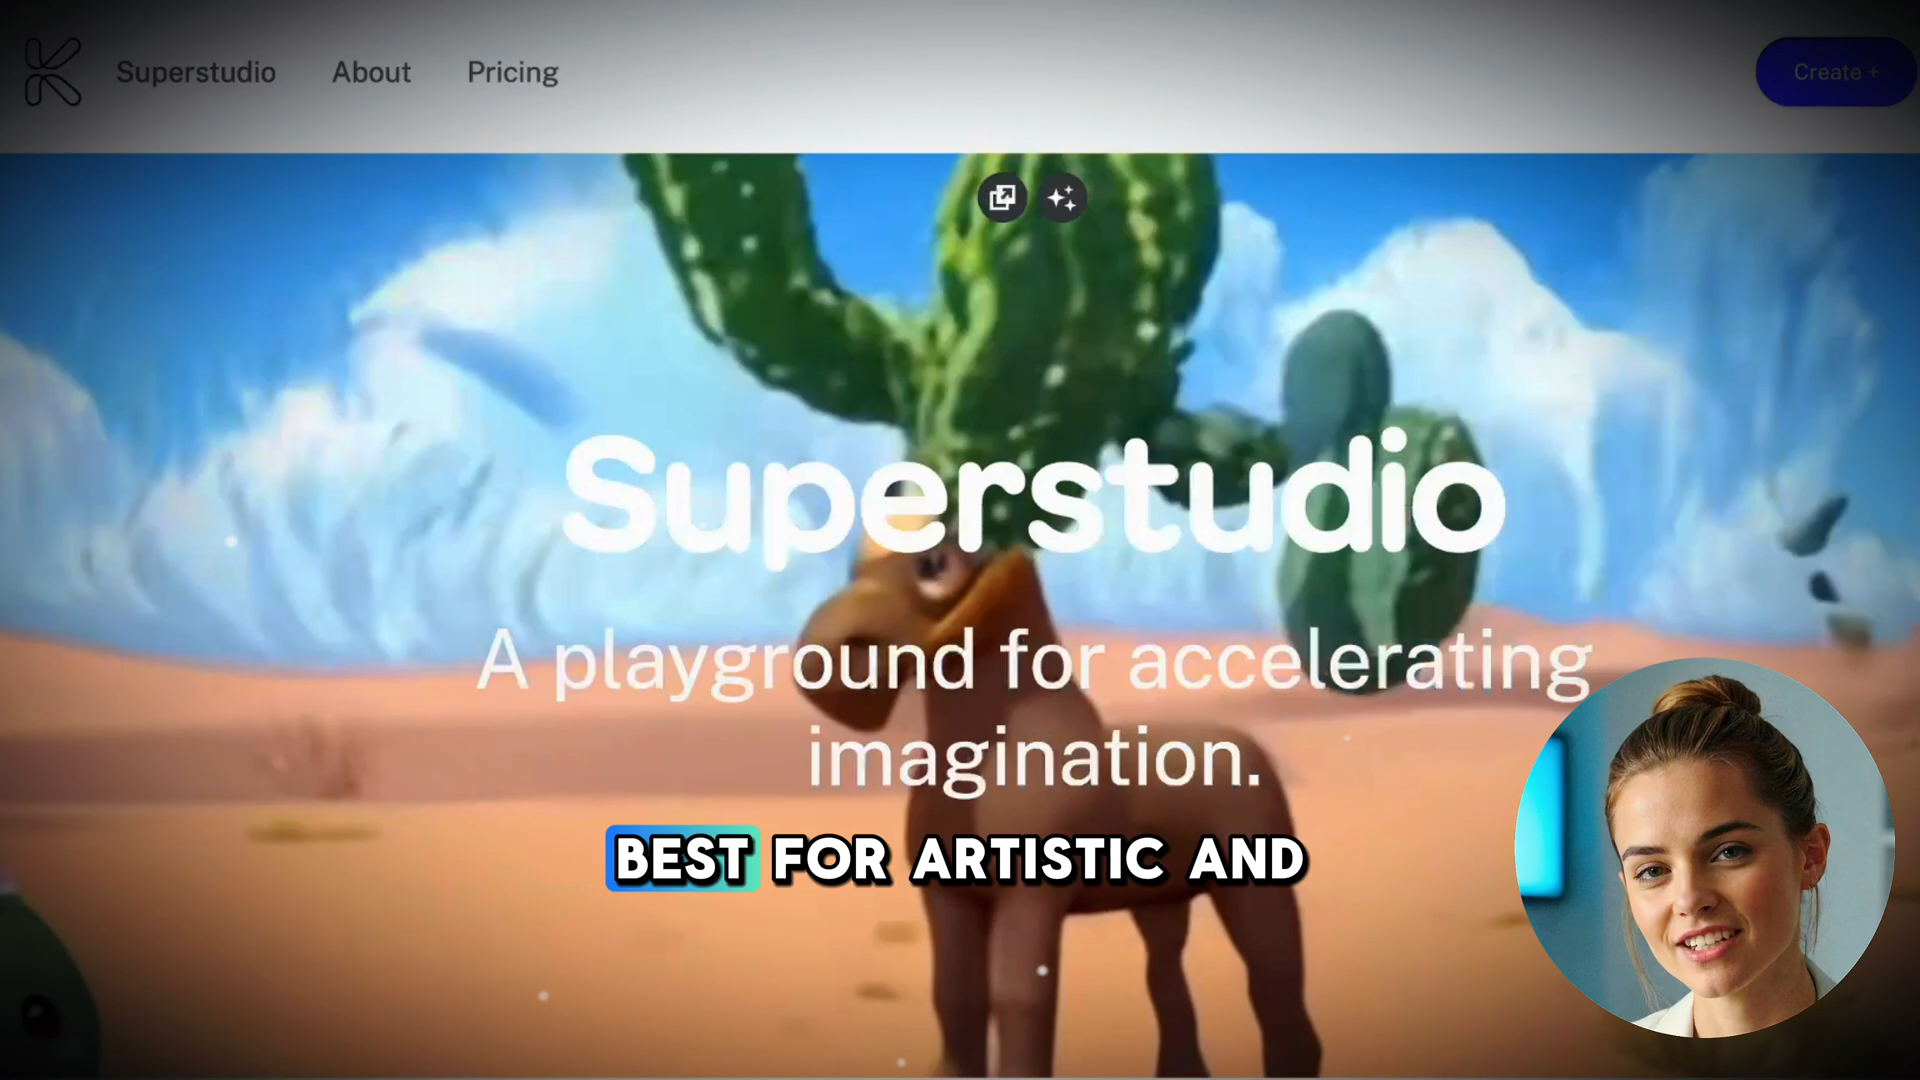 Superstudio About Pricing Create +
Superstudio
A playground for accelerating
imagination.
BEST FOR ARTISTIC AND